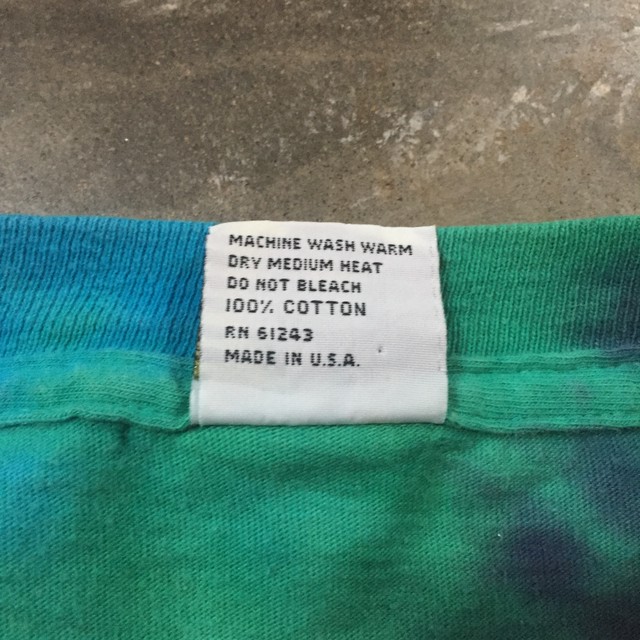 MACHINE WASH WARM
DRY MEDIUM HEAT
DO NOT BLEACH
100% COTTON
RN 61243
MADE IN U.S.A.